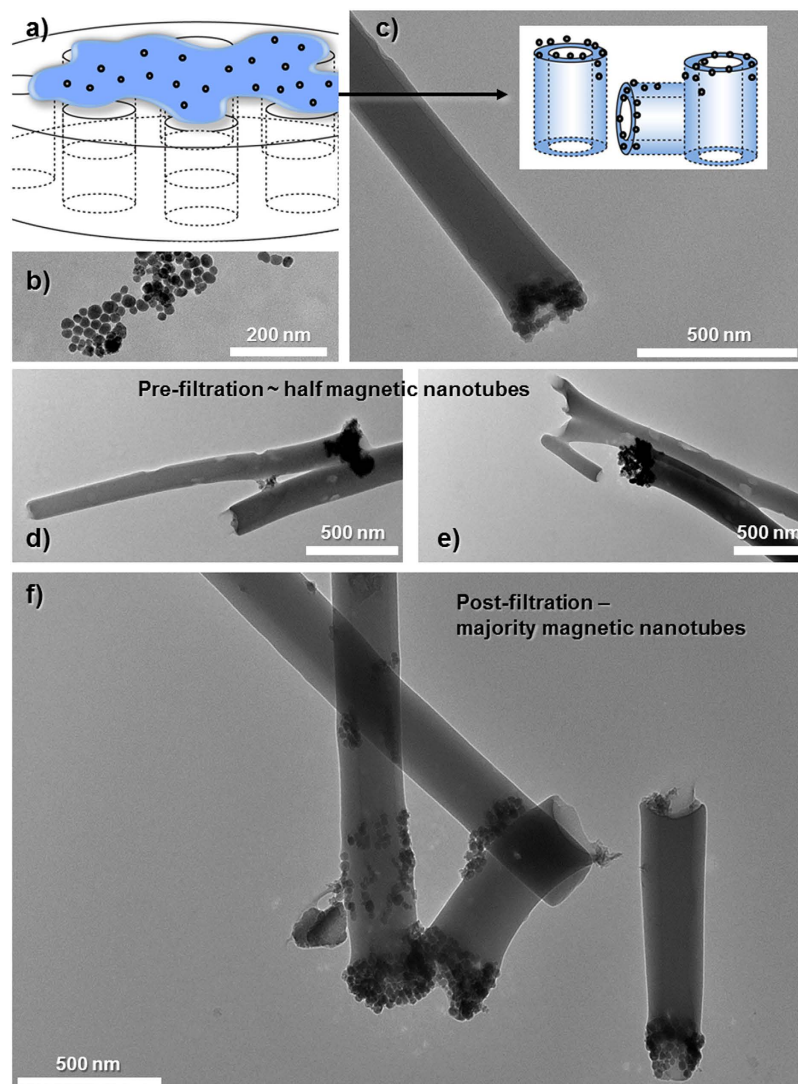 a)
c)
b)
200 nm
500 nm
Pre-filtration ~ half magnetic nanotubes
d)
500 nm
e)
500 nm
f)
Post-filtration –
majority magnetic nanotubes
500 nm